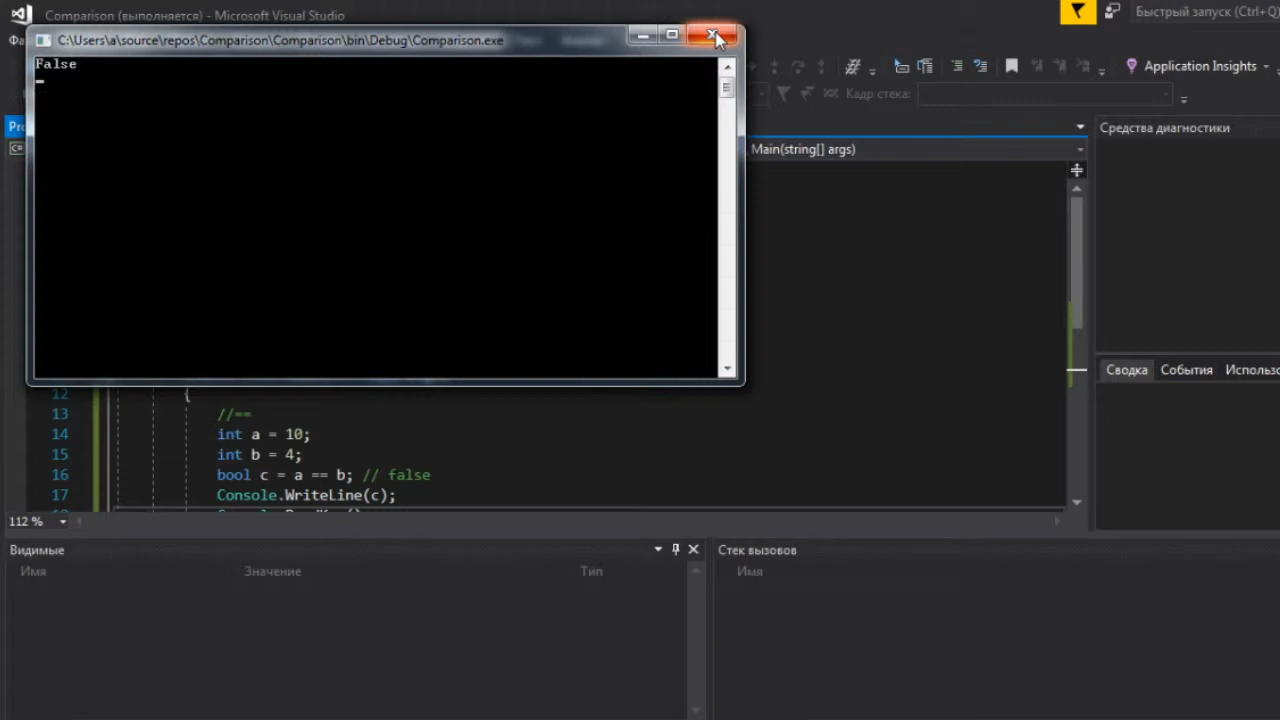 Comparison (выполняется) - Microsoft Visual Studio
Быстрый запуск (Ctrl+Q)
C:\Users\a\source\repos\Comparison\Comparison\bin\Debug\Comparison.exe
False
Application Insights
Кадр стека:
Средства диагностики
Main(string[] args)
Сводка События Использо
12 {
13 //==
14 int a = 10;
15 int b = 4;
16 bool c = a == b; // false
17 Console.WriteLine(c);
112 %
Видимые
Имя Значение Тип
Стек вызовов
Имя